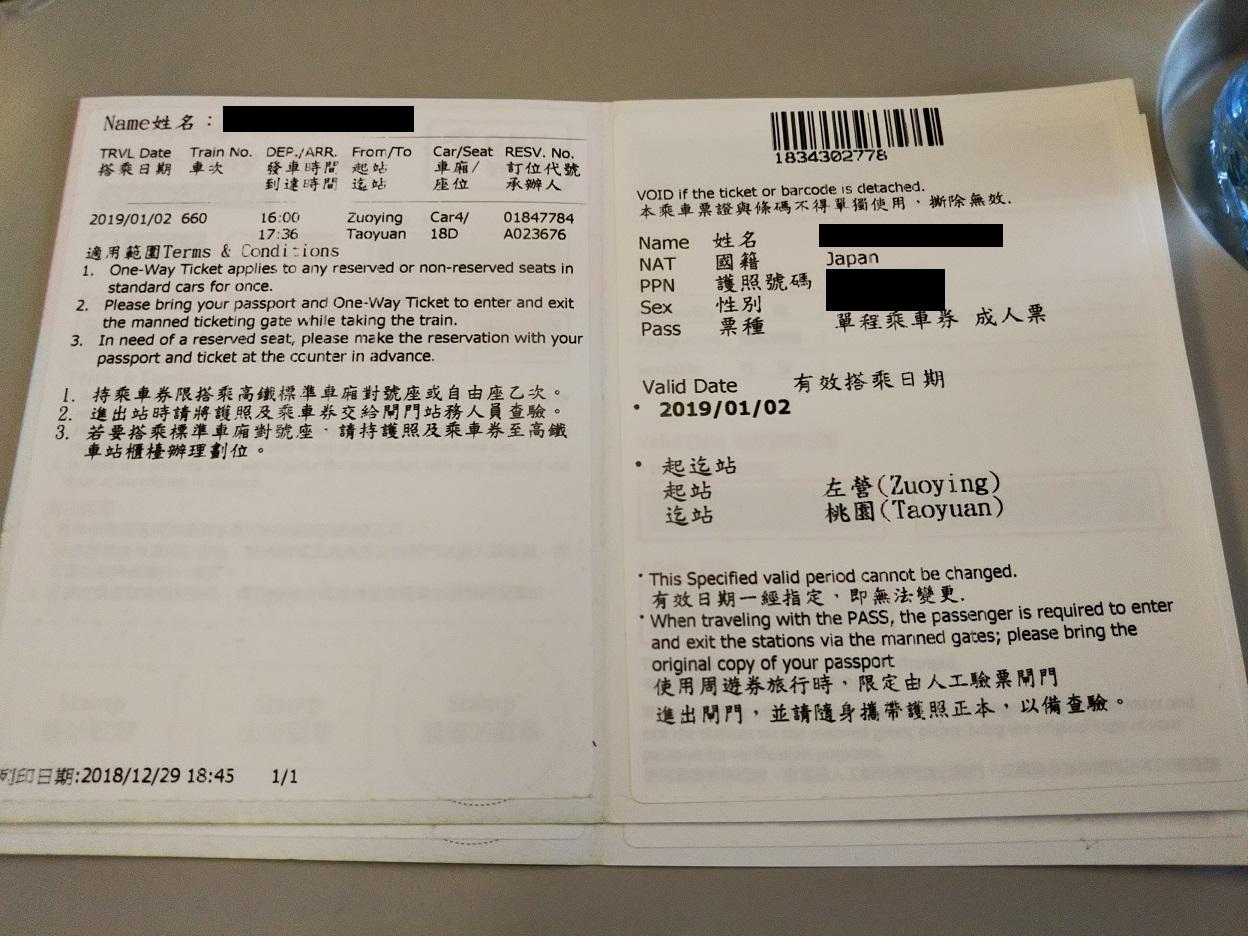 Name姓名：
TRVL Date Train No. DEP./ARR. From/To Car/Seat RESV. No.
搭乘日期 車次 發車時間 起站 車廂/ 訂位代號
到達時間 迄站 座位 承辦人
2019/01/02 660 16:00 Zuoying Car4/ 01847784
17:36 Taoyuan 18D A023676
適用範圍Terms & Conditions
1. One-Way Ticket applies to any reserved or non-reserved seats in
standard cars for once.
2. Please bring your passport and One-Way Ticket to enter and exit
the manned ticketing gate while taking the train.
3. In need of a reserved seat, please make the reservation with your
passport and ticket at the counter in advance.
1. 持乘車券限搭乘高鐵標準車廂對號座或自由座乙次。
2. 進出站時請將護照及乘車券交給閘門站務人員查驗。
3. 若要搭乘標準車廂對號座，請持護照及乘車券至高鐵
車站櫃檯辦理劃位。
列印日期:2018/12/29 18:45 1/1
1834302778
VOID if the ticket or barcode is detached.
本乘車票證與條碼不得單獨使用，撕除無效.
Name 姓名
NAT 國籍 Japan
PPN 護照號碼
Sex 性別
Pass 票種 單程乘車券 成人票
Valid Date 有效搭乘日期
• 2019/01/02
• 起迄站
起站 左營(Zuoying)
迄站 桃園(Taoyuan)
* This Specified valid period cannot be changed.
有效日期一經指定，即無法變更.
* When traveling with the PASS, the passenger is required to enter
and exit the stations via the manned gates; please bring the
original copy of your passport
使用周遊券旅行時，限定由人工驗票閘門
進出閘門，並請隨身攜帶護照正本，以備查驗。